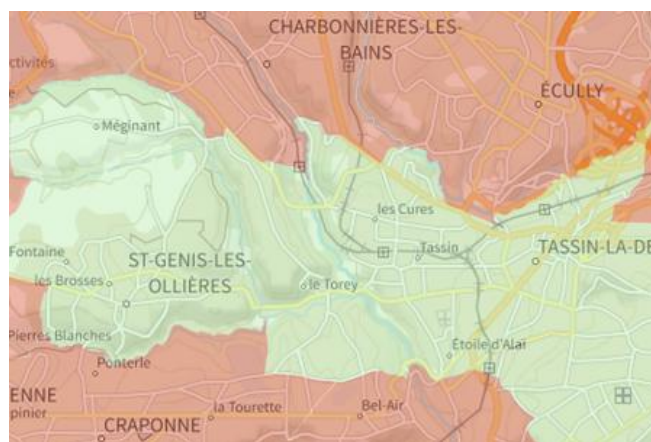 CHARBONNIÈRES-LES-
BAINS
ctivités
ÉCULLY
Méginant
les Cures
Fontaine
ST-GENIS-LES-
OLLIÈRES
Tassin
TASSIN-LA-DE
les Brosses
le Torey
Pierres Blanches
Étoile d'Alaï
Ponterle
ENNE
pinier
la Tourette
Bel-Air
CRAPONNE